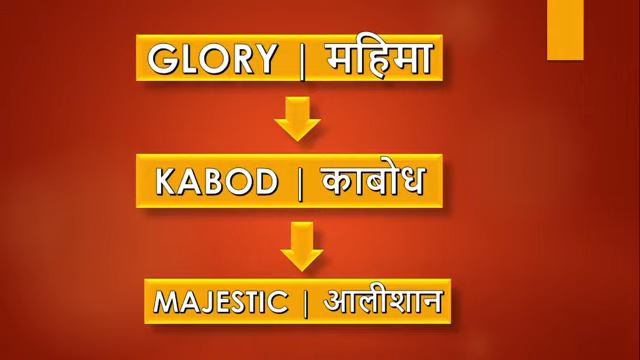 GLORY | महिमा
KABOD | काबोध
MAJESTIC | आलीशान